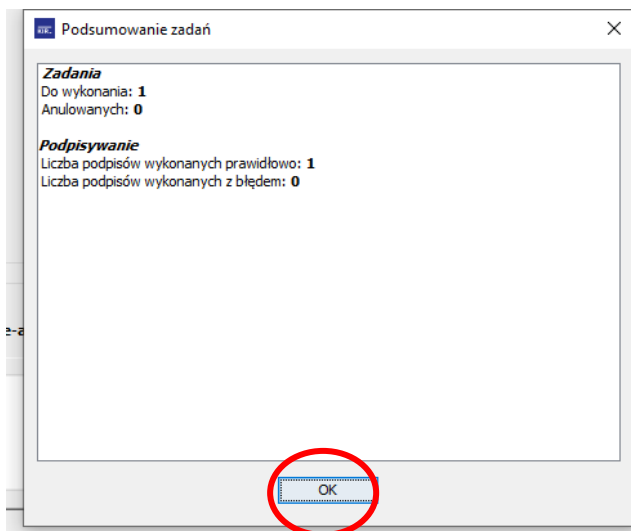 KIR.
Podsumowanie zadań
Zadania
Do wykonania: 1
Anulowanych: 0
Podpisywanie
Liczba podpisów wykonanych prawidłowo: 1
Liczba podpisów wykonanych z błędem: 0
e-a
OK